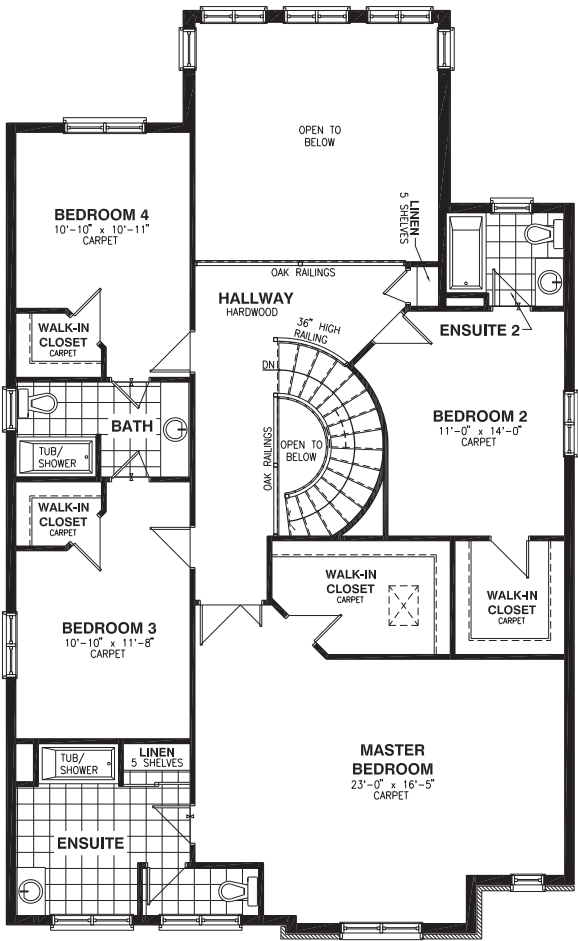 OPEN TO
BELOW
LINEN
5 SHELVES
BEDROOM 4
10'-10" x 10'-11"
CARPET
OAK RAILINGS
HALLWAY
HARDWOOD
36" HIGH
RAILING
ENSUITE 2
WALK-IN
CLOSET
CARPET
DN
BEDROOM 2
11'-0" x 14'-0"
CARPET
BATH
TUB/
SHOWER
OAK RAILINGS
OPEN TO
BELOW
WALK-IN
CLOSET
CARPET
WALK-IN
CLOSET
CARPET
WALK-IN
CLOSET
CARPET
BEDROOM 3
10'-10" x 11'-8"
CARPET
TUB/
SHOWER
LINEN
5 SHELVES
MASTER
BEDROOM
23'-0" x 16'-5"
CARPET
ENSUITE